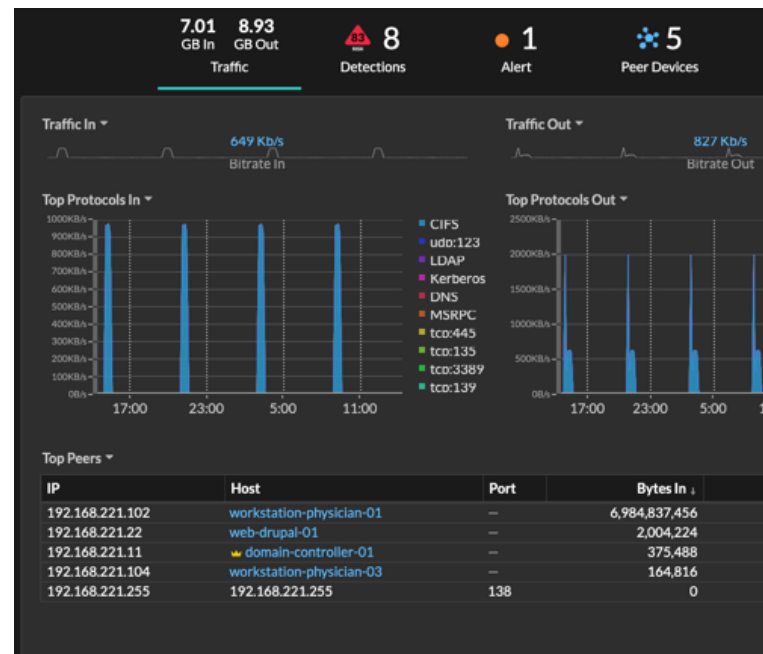 7.01 8.93 83 8 1 5
GB In GB Out RISK
Traffic Detections Alert Peer Devices
Traffic In Traffic Out
649 Kb/s 827 Kb/s
Bitrate In Bitrate Out
Top Protocols In Top Protocols Out
1000KB/s
900KB/s
800KB/s
700KB/s
600KB/s
500KB/s
400KB/s
300KB/s
200KB/s
100KB/s
0B/s
17:00 23:00 5:00 11:00
CIFS
udp:123
LDAP
Kerberos
DNS
MSRPC
tcp:445
tcp:135
tcp:3389
tcp:139
2500KB/s
2000KB/s
1500KB/s
1000KB/s
500KB/s
0B/s
17:00 23:00 5:00 1
Top Peers
IP Host Port Bytes In ↓
192.168.221.102 workstation-physician-01 — 6,984,837,456
192.168.221.22 web-drupal-01 — 2,004,224
192.168.221.11 domain-controller-01 — 375,488
192.168.221.104 workstation-physician-03 — 164,816
192.168.221.255 192.168.221.255 138 0